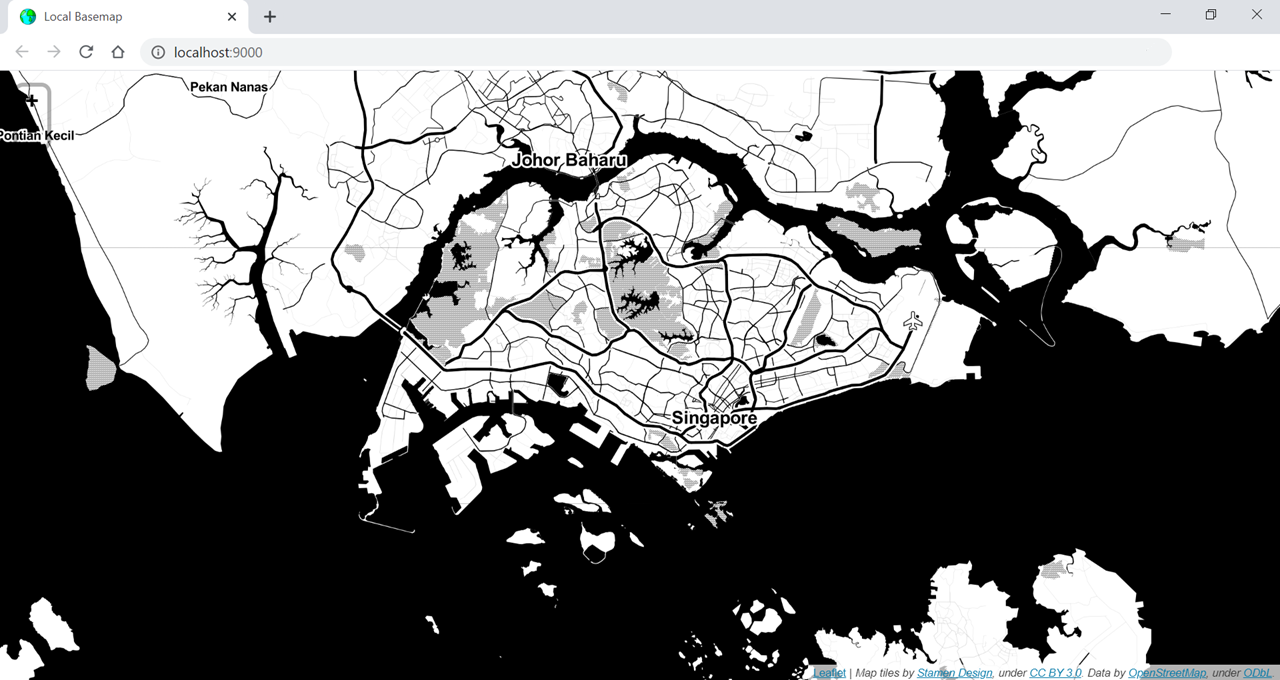 Local Basemap
localhost:9000
Pekan Nanas
Pontian Kecil
Johor Baharu
Singapore
Leaflet | Map tiles by Stamen Design, under CC BY 3.0. Data by OpenStreetMap, under ODbL